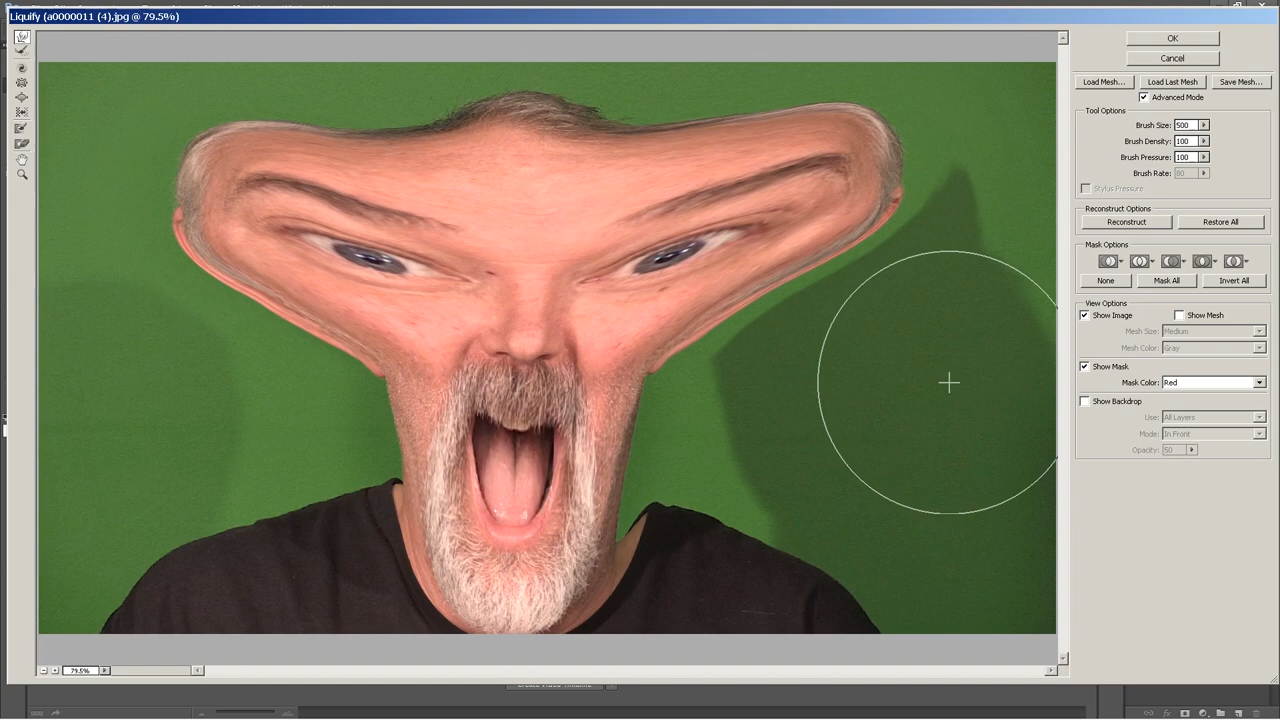 Liquify (a0000011 (4).jpg @ 79.5%)
OK
Cancel
Load Mesh... Load Last Mesh Save Mesh...
Advanced Mode
Tool Options
Brush Size: 500
Brush Density: 100
Brush Pressure: 100
Brush Rate: 80
Stylus Pressure
Reconstruct Options
Reconstruct Restore All
Mask Options
None Mask All Invert All
View Options
Show Image Show Mesh
Mesh Size: Medium
Mesh Color: Gray
Show Mask
Mask Color: Red
Show Backdrop
Use: All Layers
Mode: In Front
Opacity: 50
79.5%
Create Video Timeline